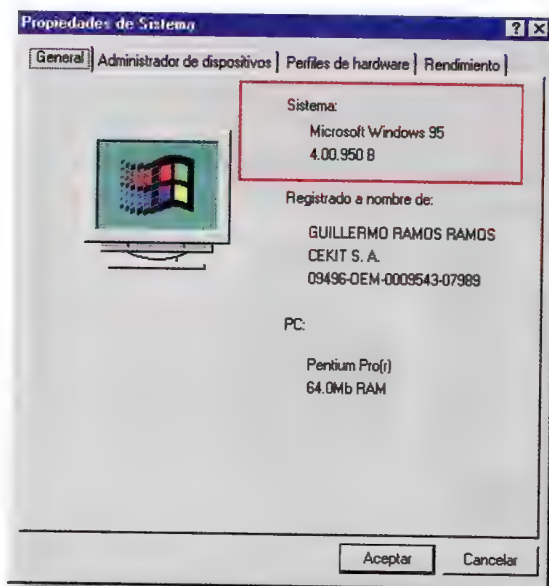 Propiedades de Sistema
General
Administrador de dispositivos
Perfiles de hardware
Rendimiento
Sistema:
Microsoft Windows 95
4.00.950 B
Registrado a nombre de:
GUILLERMO RAMOS RAMOS
CEKIT S. A.
09496-OEM-0009543-07989
PC:
Pentium Pro(r)
64.0Mb RAM
Aceptar
Cancelar